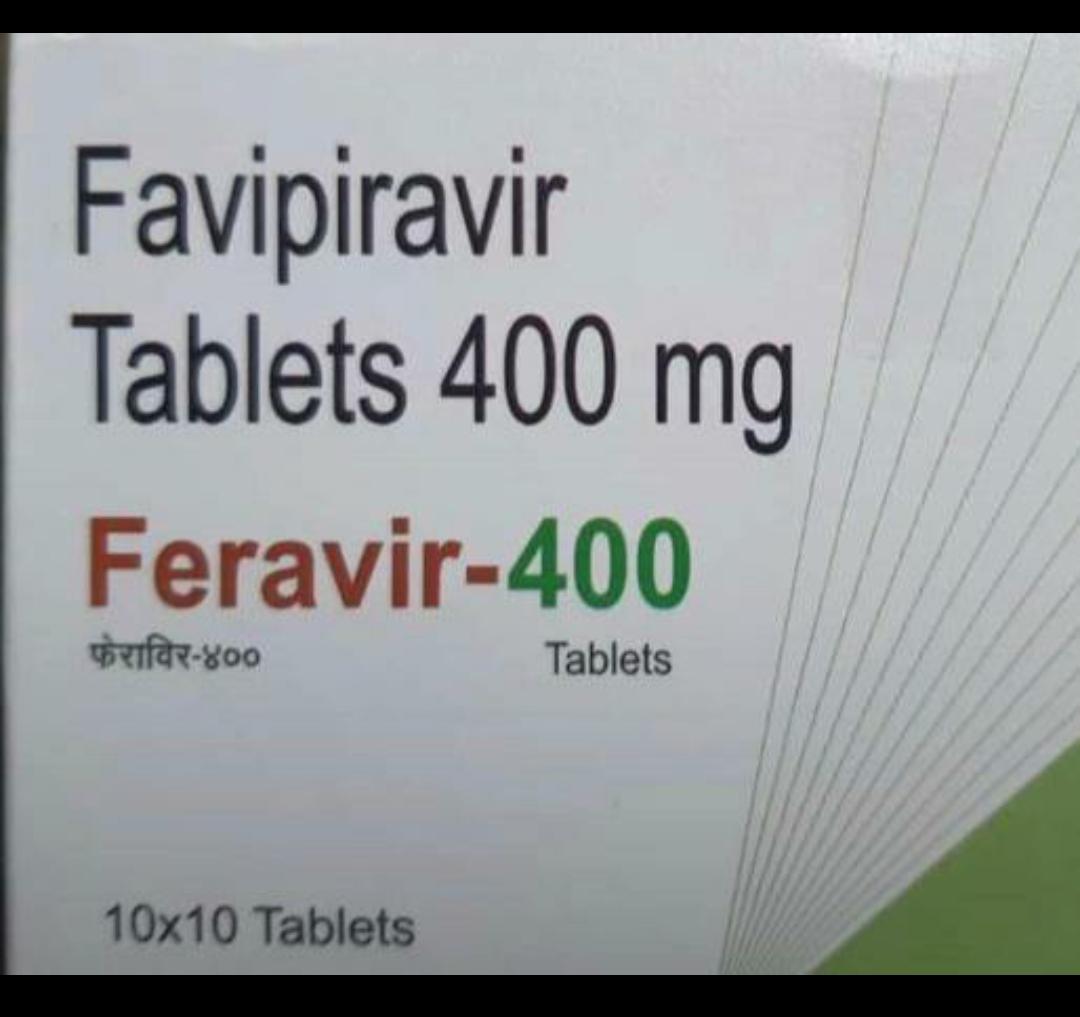 Favipiravir
Tablets 400 mg
Feravir-400
फेराविर-४०० Tablets
10x10 Tablets